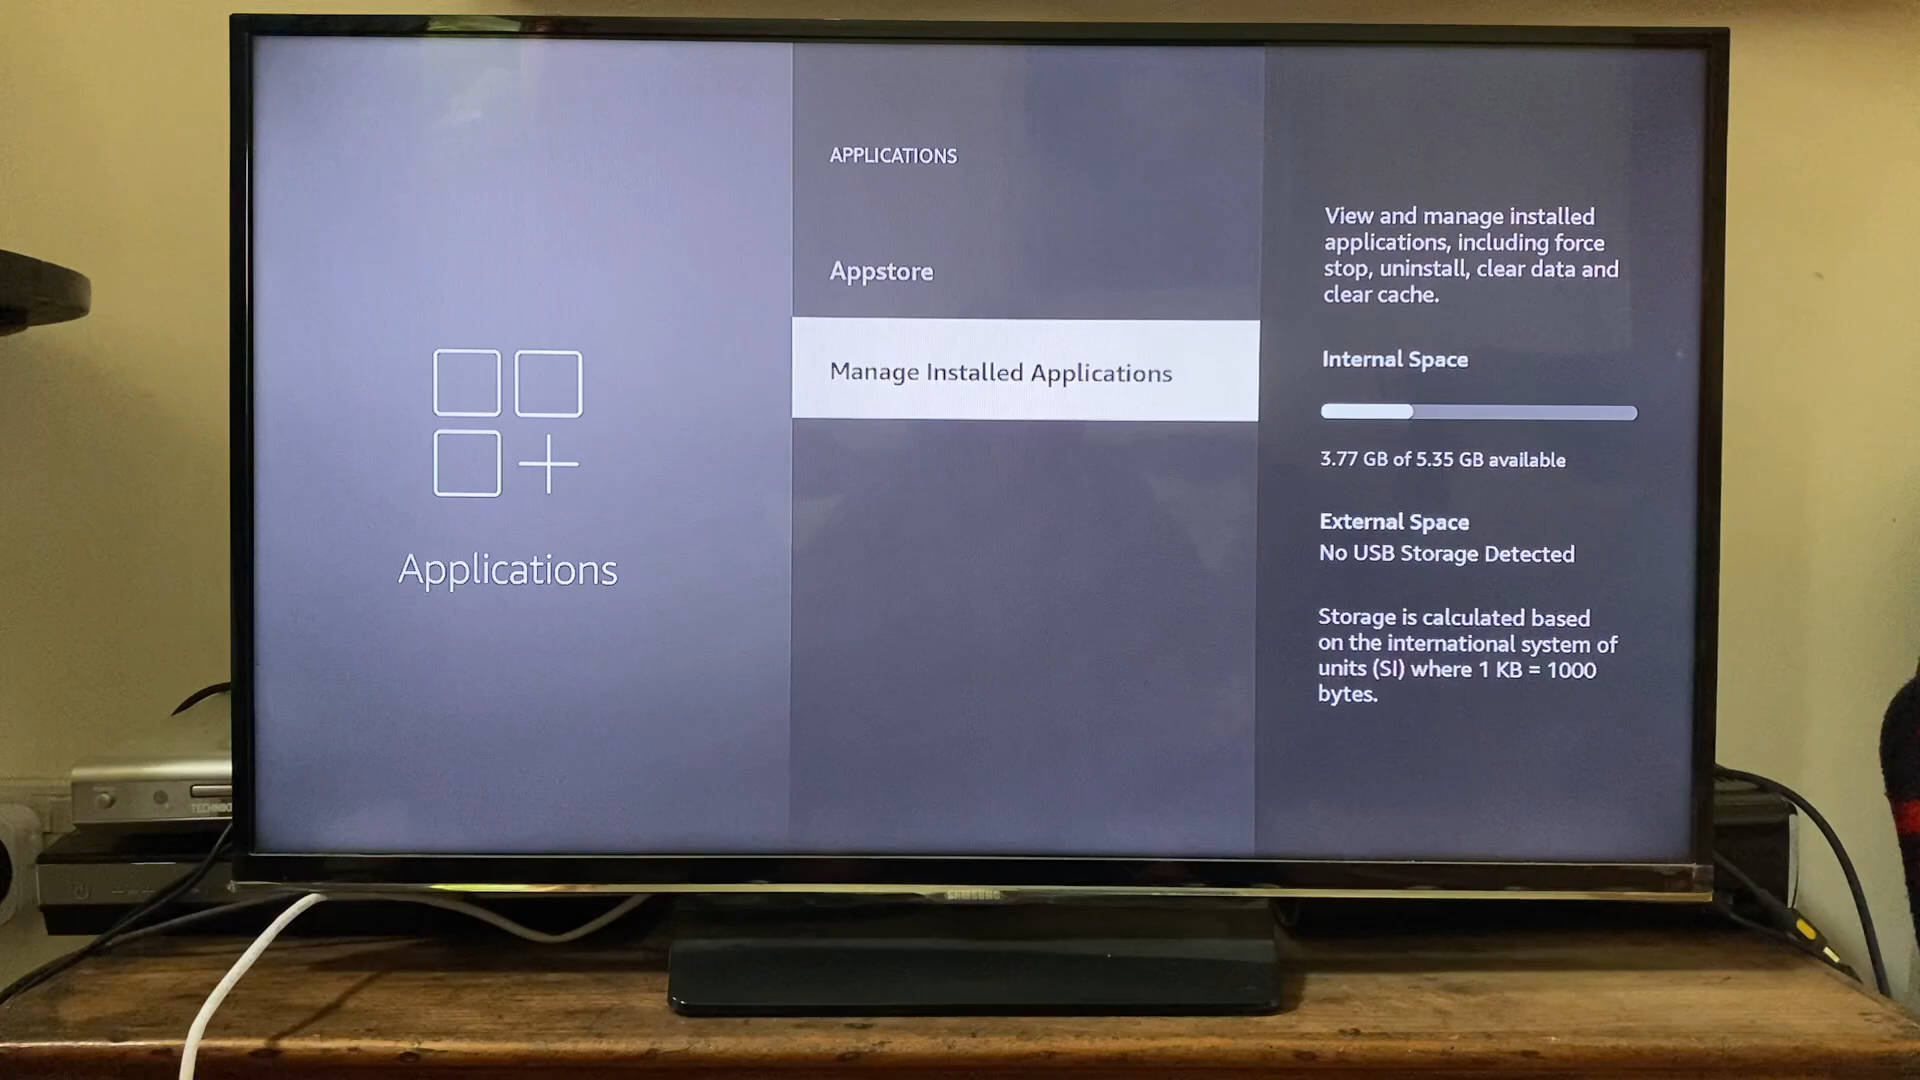 APPLICATIONS
Appstore
Manage Installed Applications
Applications
View and manage installed
applications, including force
stop, uninstall, clear data and
clear cache.
Internal Space
3.77 GB of 5.35 GB available
External Space
No USB Storage Detected
Storage is calculated based
on the international system of
units (SI) where 1 KB = 1000
bytes.
SAMSUNG